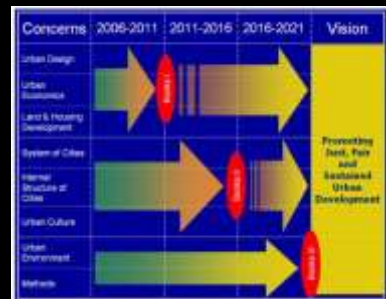 Concerns 2006-2011 2011-2016 2016-2021 Vision
Urban Design
Urban
Economics
Land & Housing
Development
System of Cities
Internal
Structure of
Cities
Urban Culture
Urban
Environment
Methods
Promoting
Just, Fair
and
Sustained
Urban
Development